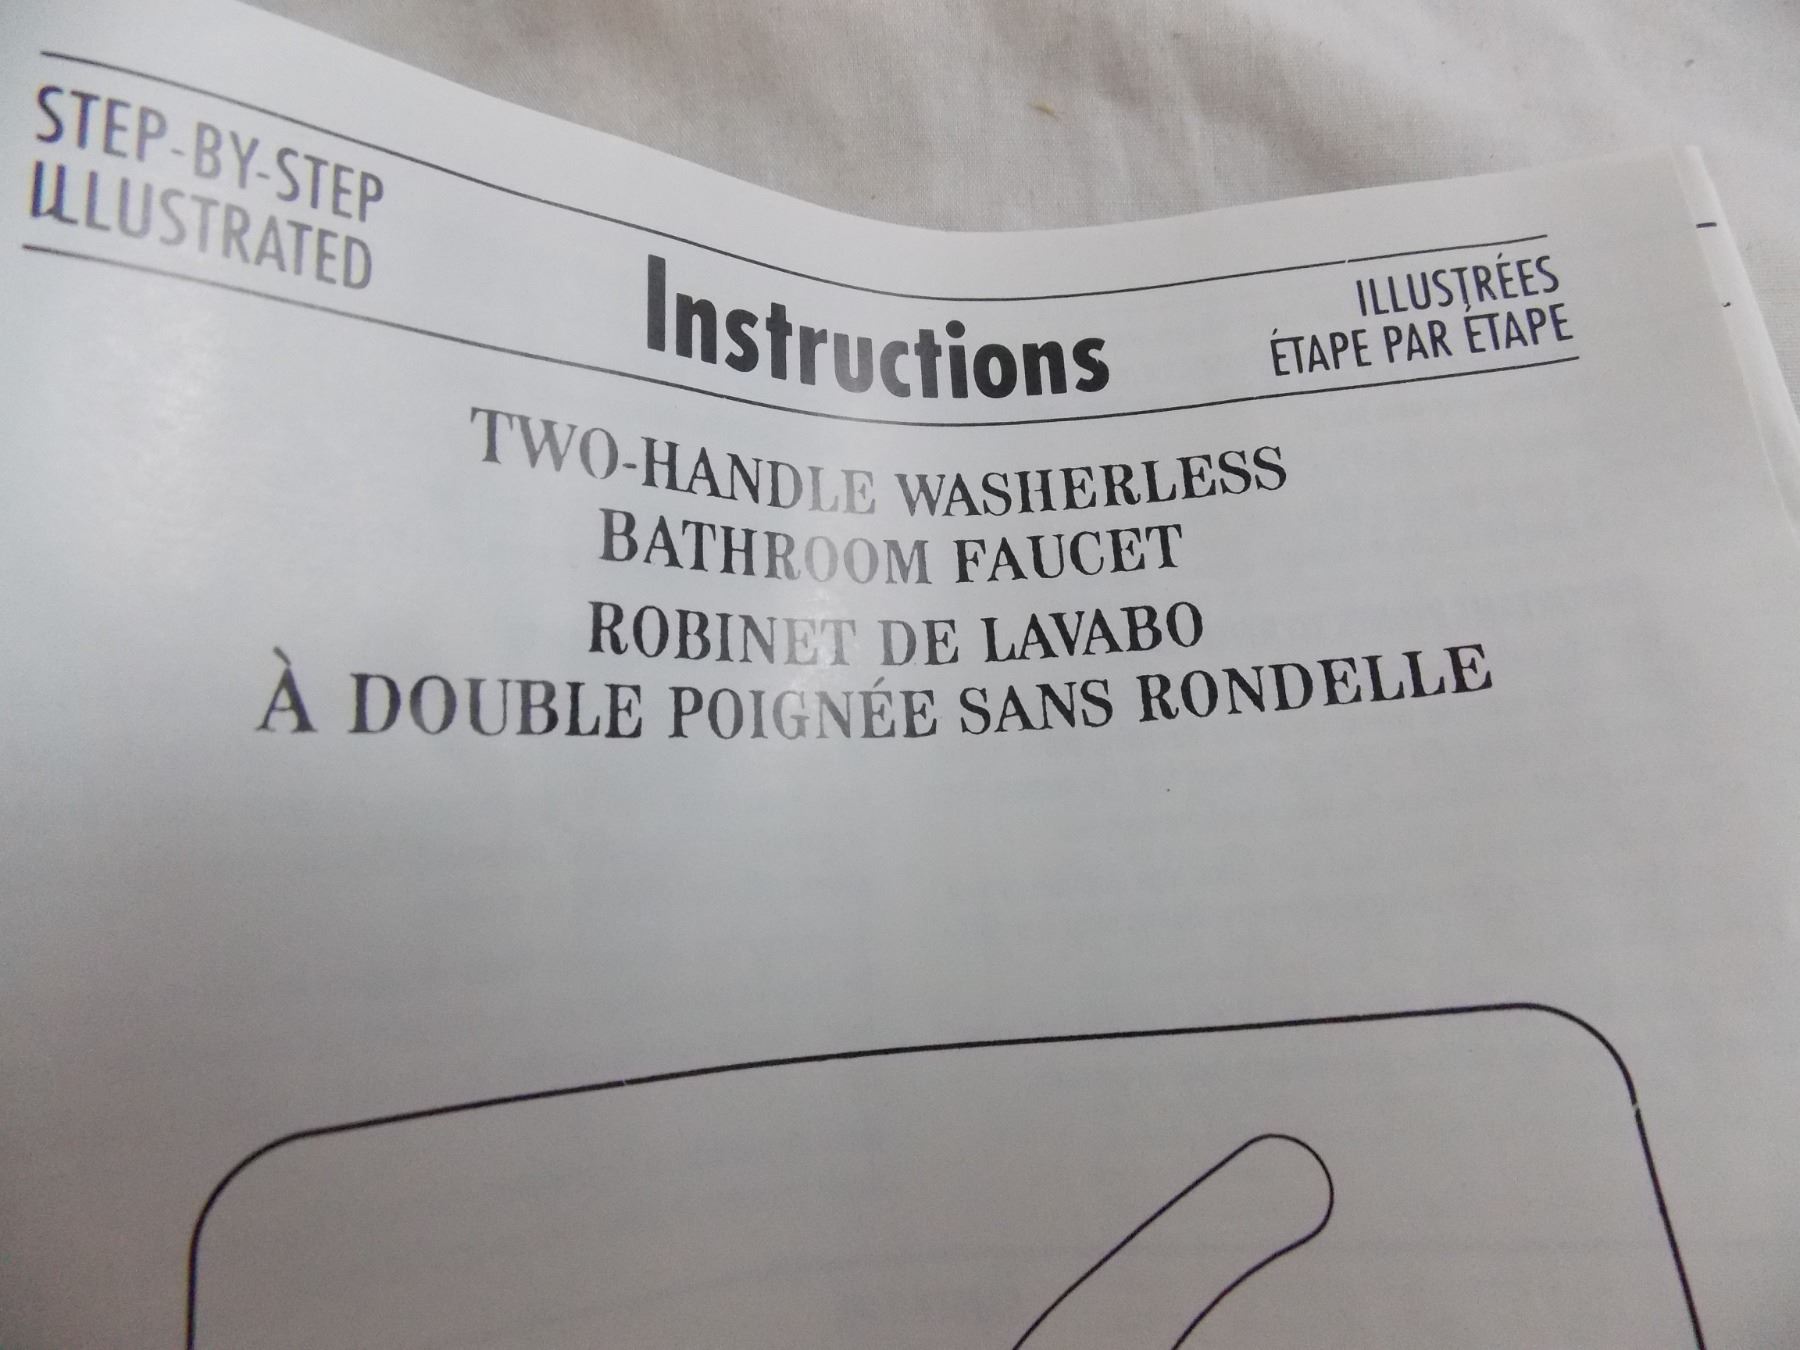 STEP-BY-STEP
ILLUSTRATED
Instructions
ILLUSTRÉES
ÉTAPE PAR ÉTAPE
TWO-HANDLE WASHERLESS
BATHROOM FAUCET
ROBINET DE LAVABO
À DOUBLE POIGNÉE SANS RONDELLE